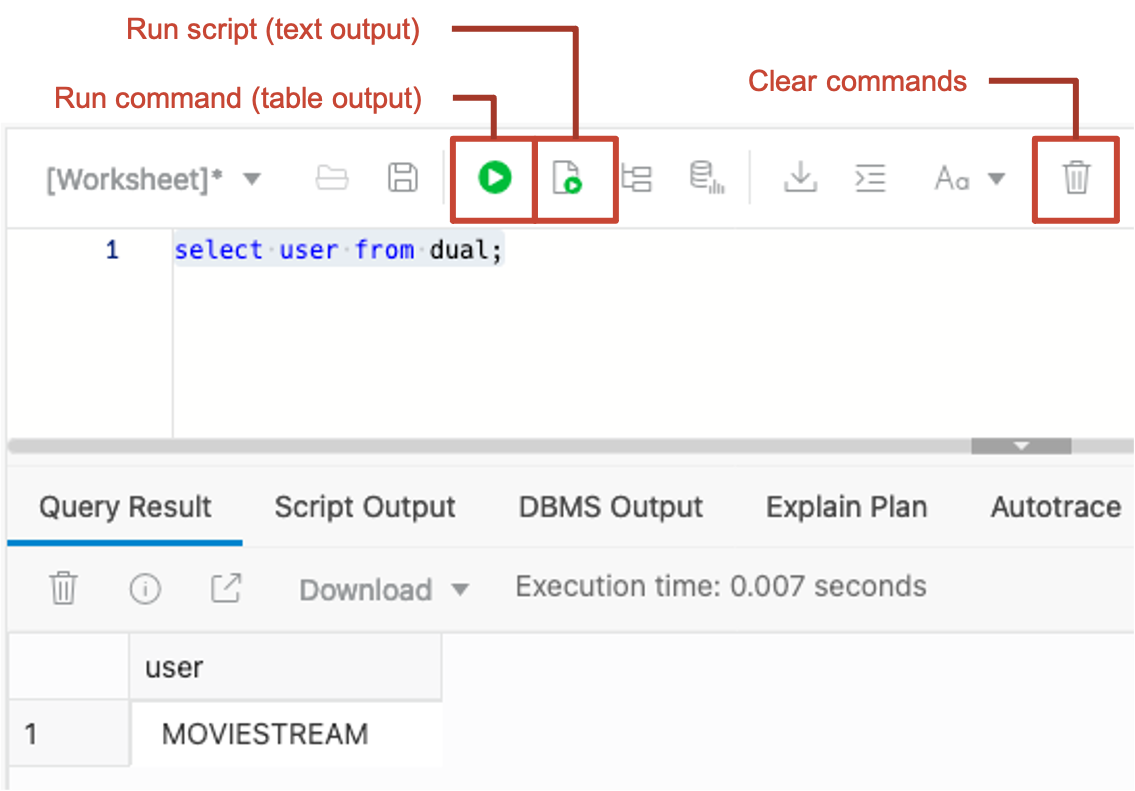 Run script (text output)
Run command (table output)
Clear commands
[Worksheet]*
Aa
1 select user from dual;
Query Result Script Output DBMS Output Explain Plan Autotrace
Download Execution time: 0.007 seconds
user
1 MOVIESTREAM